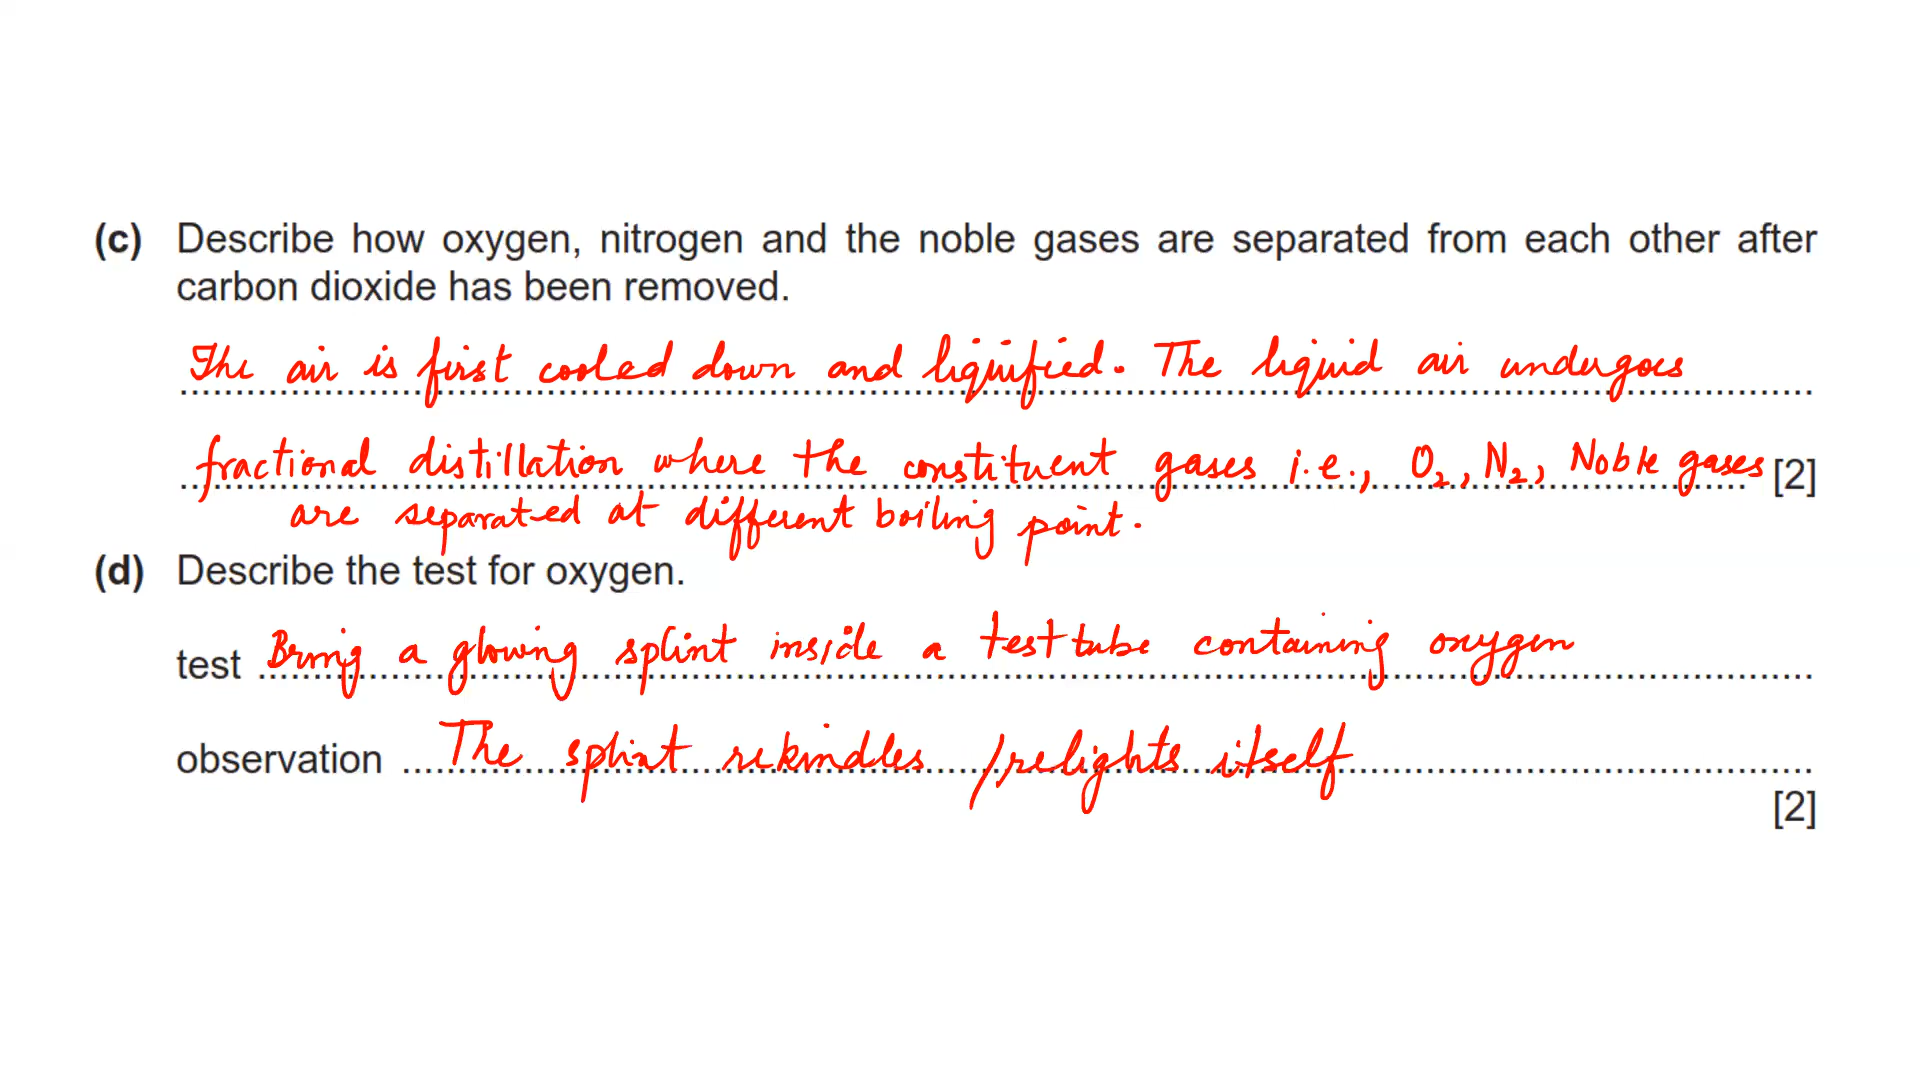 (c) Describe how oxygen, nitrogen and the noble gases are separated from each other after
carbon dioxide has been removed.
The air is first cooled down and liquified. The liquid air undergoes
fractional distillation where the constituent gases i.e., O₂, N₂, Noble gases [2]
are separated at different boiling point.
(d) Describe the test for oxygen.
test Bring a glowing splint inside a test tube containing oxygen
observation The splint rekindles /relights itself
[2]